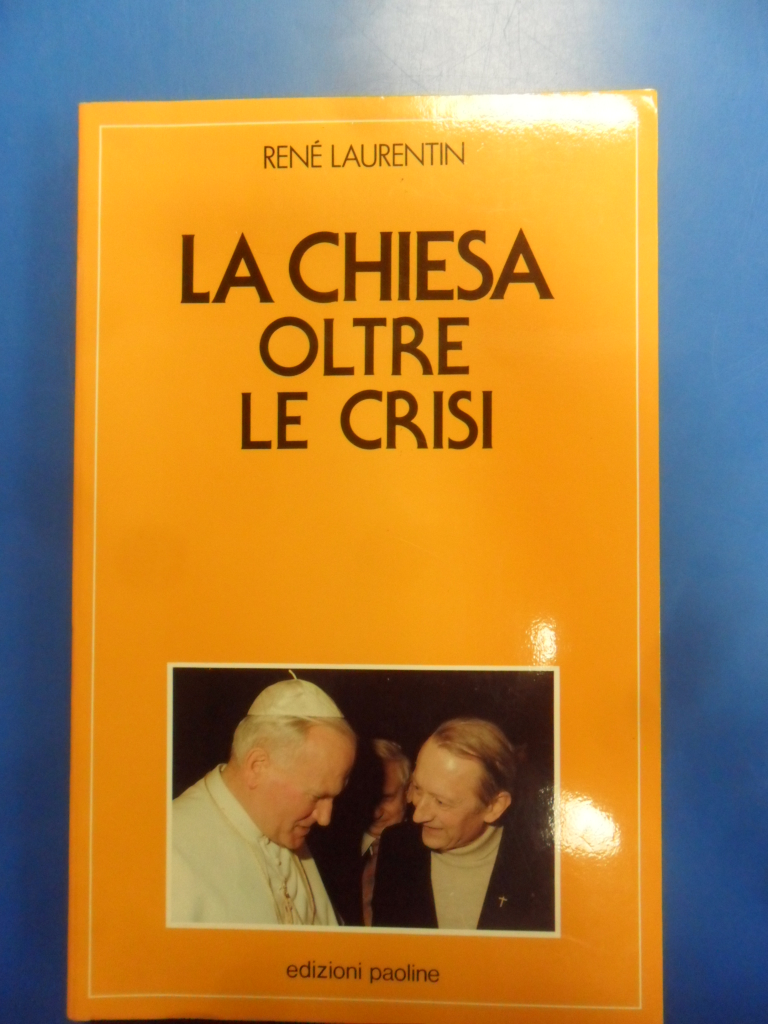 RENÉ LAURENTIN
LA CHIESA
OLTRE
LE CRISI
edizioni paoline